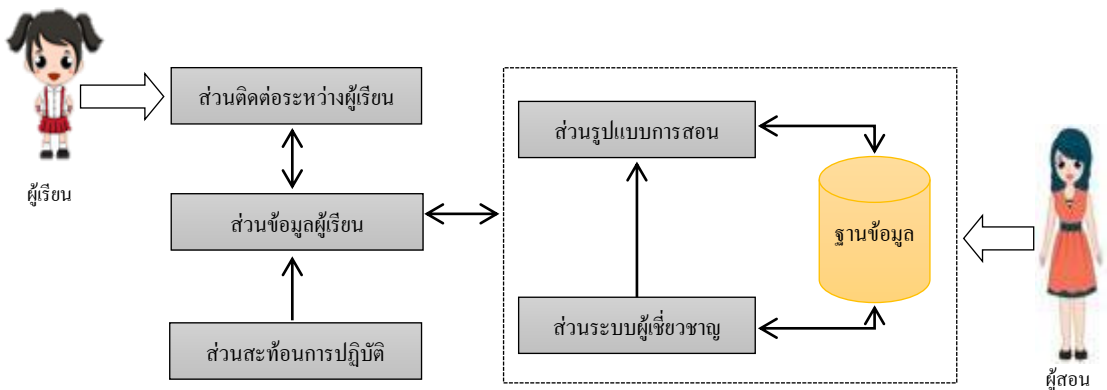 ผู้เรียน
ส่วนติดต่อระหว่างผู้เรียน
ส่วนข้อมูลผู้เรียน
ส่วนสะท้อนการปฏิบัติ
ส่วนรูปแบบการสอน
ส่วนระบบผู้เชี่ยวชาญ
ฐานข้อมูล
ผู้สอน